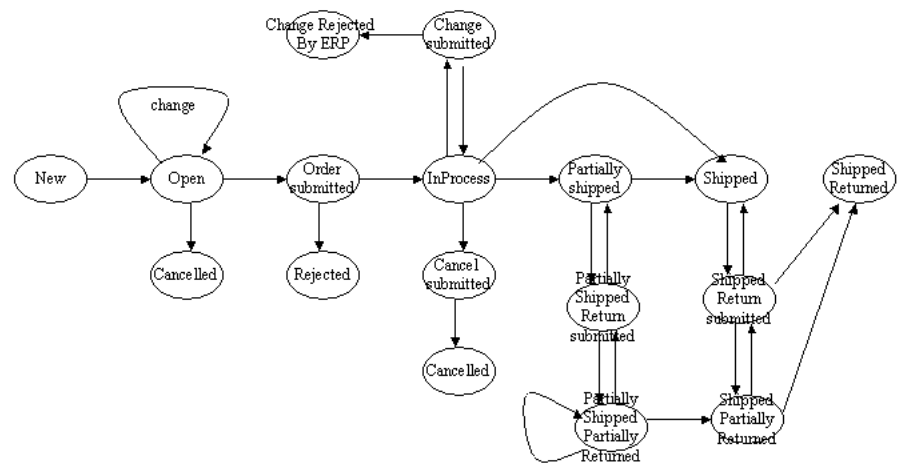 Change Rejected
By ERP
Change
submitted
change
New
Open
Order
submitted
InProcess
Partially
shipped
Shipped
Shipped
Returned
Cancelled
Rejected
Cancel
submitted
Partially
Shipped
Return
submitted
Shipped
Return
submitted
Cancelled
Partially
Shipped
Partially
Returned
Shipped
Partially
Returned